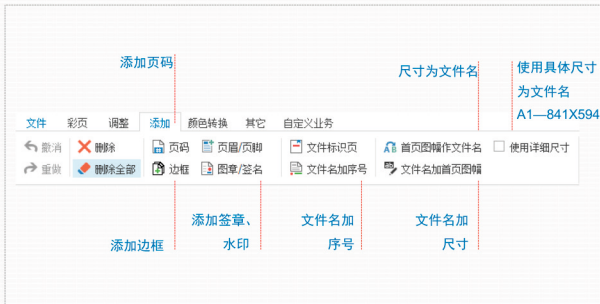 添加页码
尺寸为文件名
使用具体尺寸
为文件名
A1—841X594
文件 彩页 调整 添加 颜色转换 其它 自定义业务
撤消 删除 页码 页眉/页脚 文件标识页 首页图幅作文件名 使用详细尺寸
重做 删除全部 边框 图章/签名 文件名加序号 文件名加首页图幅
添加边框
添加签章、
水印
文件名加
序号
文件名加
尺寸